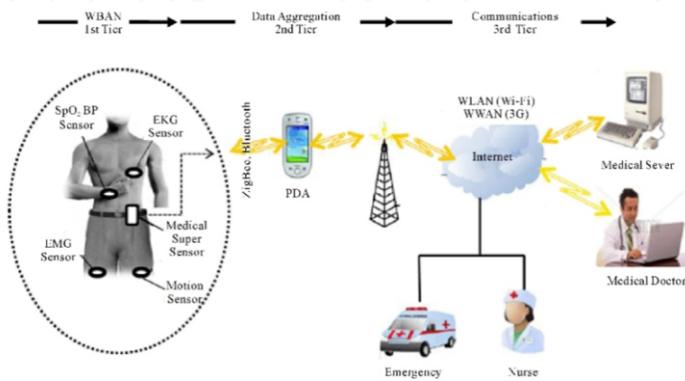 WBAN
1st Tier
Data Aggregation
2nd Tier
Communications
3rd Tier
SpO₂ BP
Sensor
EKG
Sensor
Medical
Super
Sensor
EMG
Sensor
Motion
Sensor
ZigBee, Bluetooth
PDA
WLAN (Wi-Fi)
WWAN (3G)
Internet
Medical Sever
Medical Doctor
Emergency
Nurse